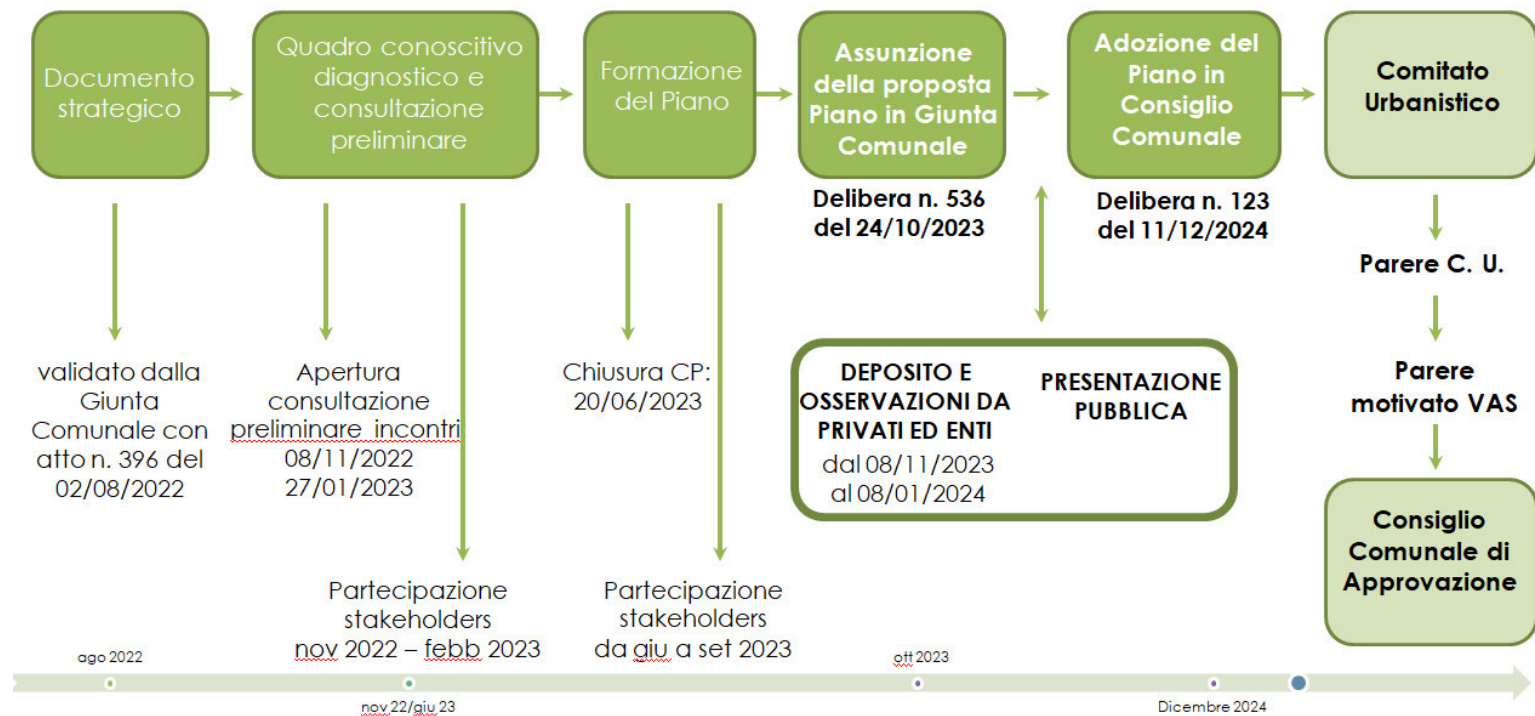 Documento
strategico
Quadro conoscitivo
diagnostico e
consultazione
preliminare
Formazione
del Piano
Assunzione
della proposta
Piano in Giunta
Comunale
Adozione del
Piano in
Consiglio
Comunale
Comitato
Urbanistico
Delibera n. 536
del 24/10/2023
Delibera n. 123
del 11/12/2024
Parere C. U.
validato dalla
Giunta
Comunale con
atto n. 396 del
02/08/2022
Apertura
consultazione
preliminare incontri
08/11/2022
27/01/2023
Chiusura CP:
20/06/2023
DEPOSITO E
OSSERVAZIONI DA
PRIVATI ED ENTI
dal 08/11/2023
al 08/01/2024
PRESENTAZIONE
PUBBLICA
Parere
motivato VAS
Consiglio
Comunale di
Approvazione
Partecipazione
stakeholders
nov 2022 – febb 2023
Partecipazione
stakeholders
da giu a set 2023
ago 2022
nov 22/giu 23
ott 2023
Dicembre 2024